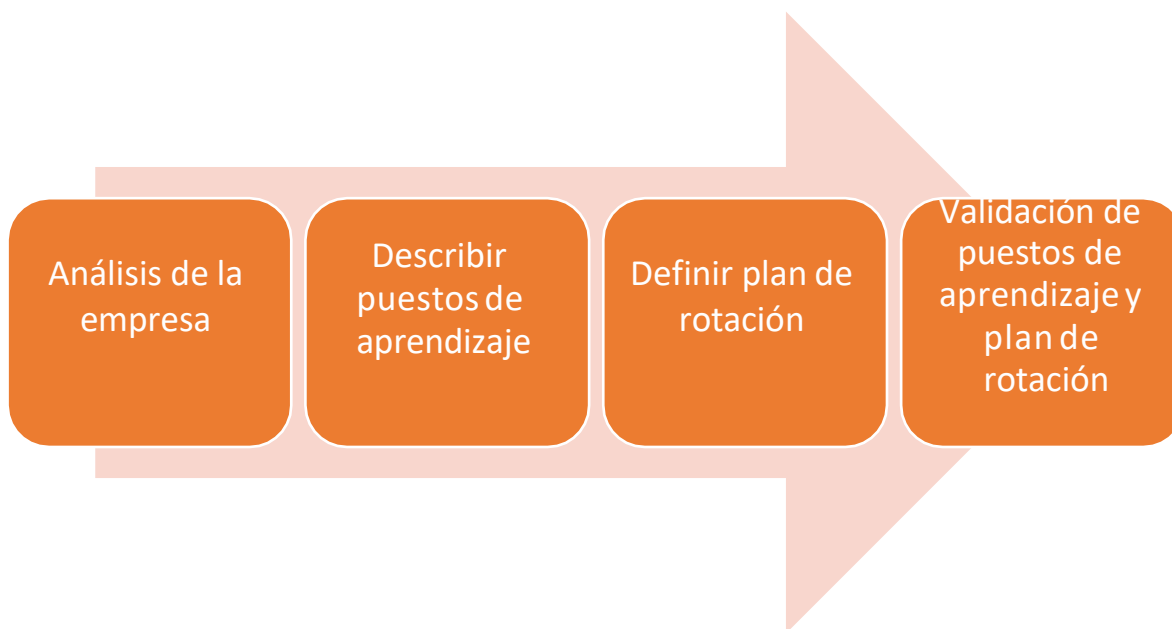 Análisis de la
empresa
Describir
puestos de
aprendizaje
Definir plan de
rotación
Validación de
puestos de
aprendizaje y
plan de
rotación